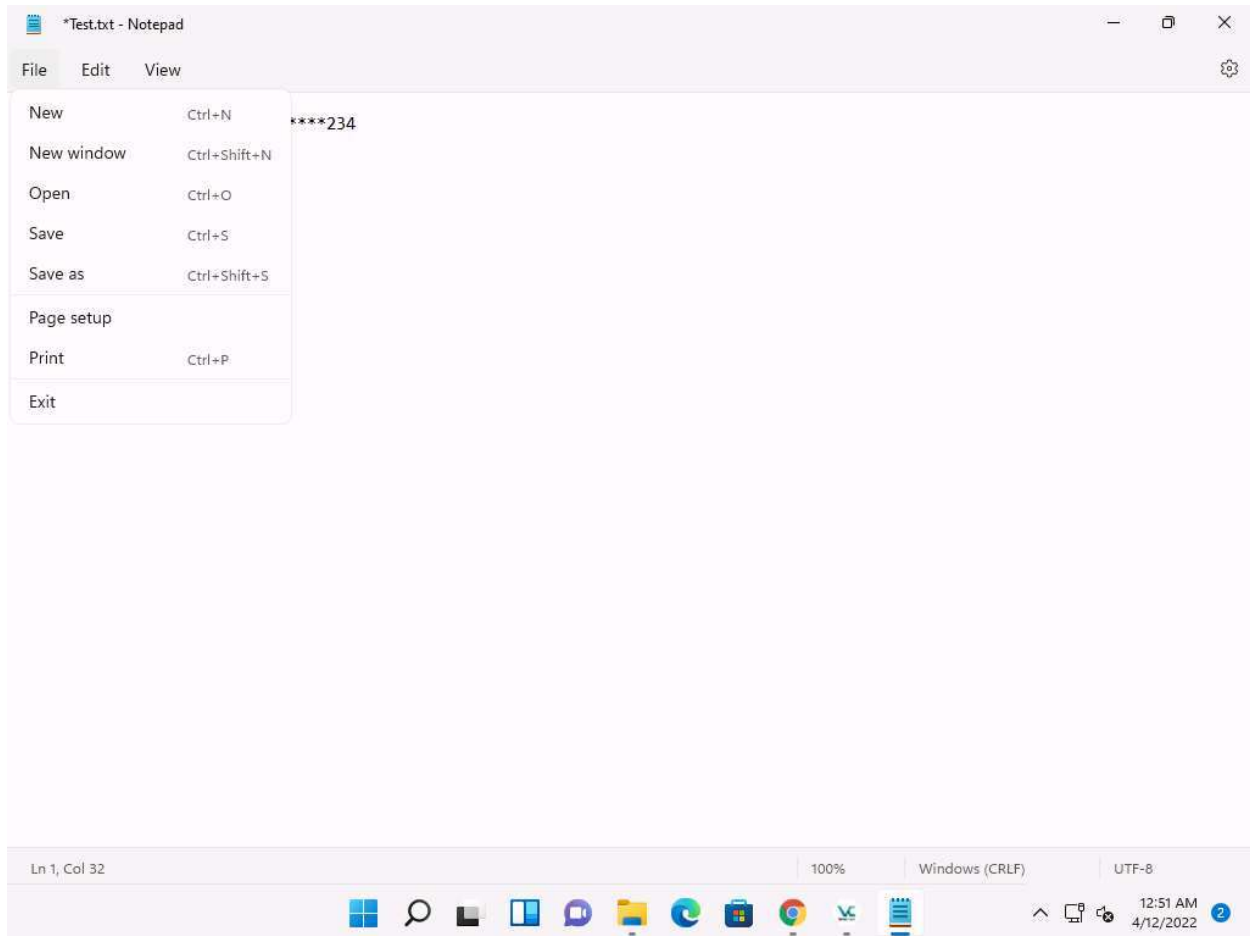 *Test.txt - Notepad
File Edit View
New Ctrl+N
****234
New window Ctrl+Shift+N
Open Ctrl+O
Save Ctrl+S
Save as Ctrl+Shift+S
Page setup
Print Ctrl+P
Exit
Ln 1, Col 32 100% Windows (CRLF) UTF-8
VC
12:51 AM
4/12/2022
2